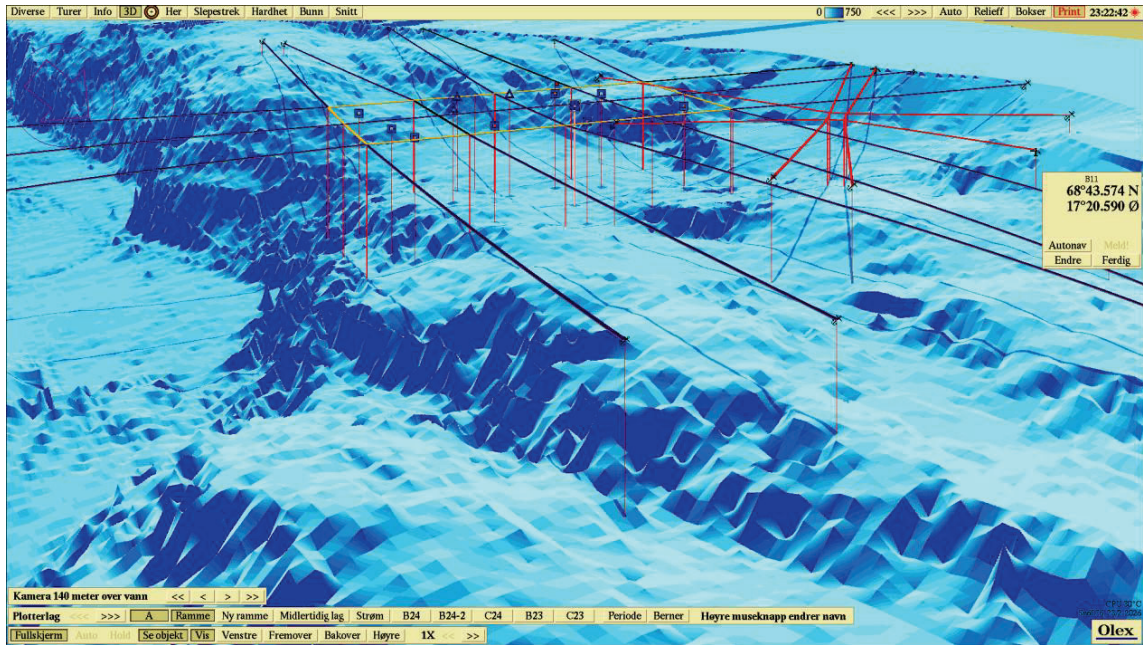 Diverse Turer Info 3D Her Slepestrek Hardhet Bunn Snitt 0 750 <<< >>> Auto Relieff Bokser Print 23:22:42
B11
68°43.574 N
17°20.590 Ø
Autonav Meld!
Endre Ferdig
Kamera 140 meter over vann << < > >>
Plotterlag <<< >>> A Ramme Ny ramme Midlertidig lag Strøm B24 B24-2 C24 B23 C23 Periode Berner Høyre museknapp endrer navn
Fullskjerm Auto Hold Se objekt Vis Venstre Fremover Bakover Høyre 1X << >>
Olex